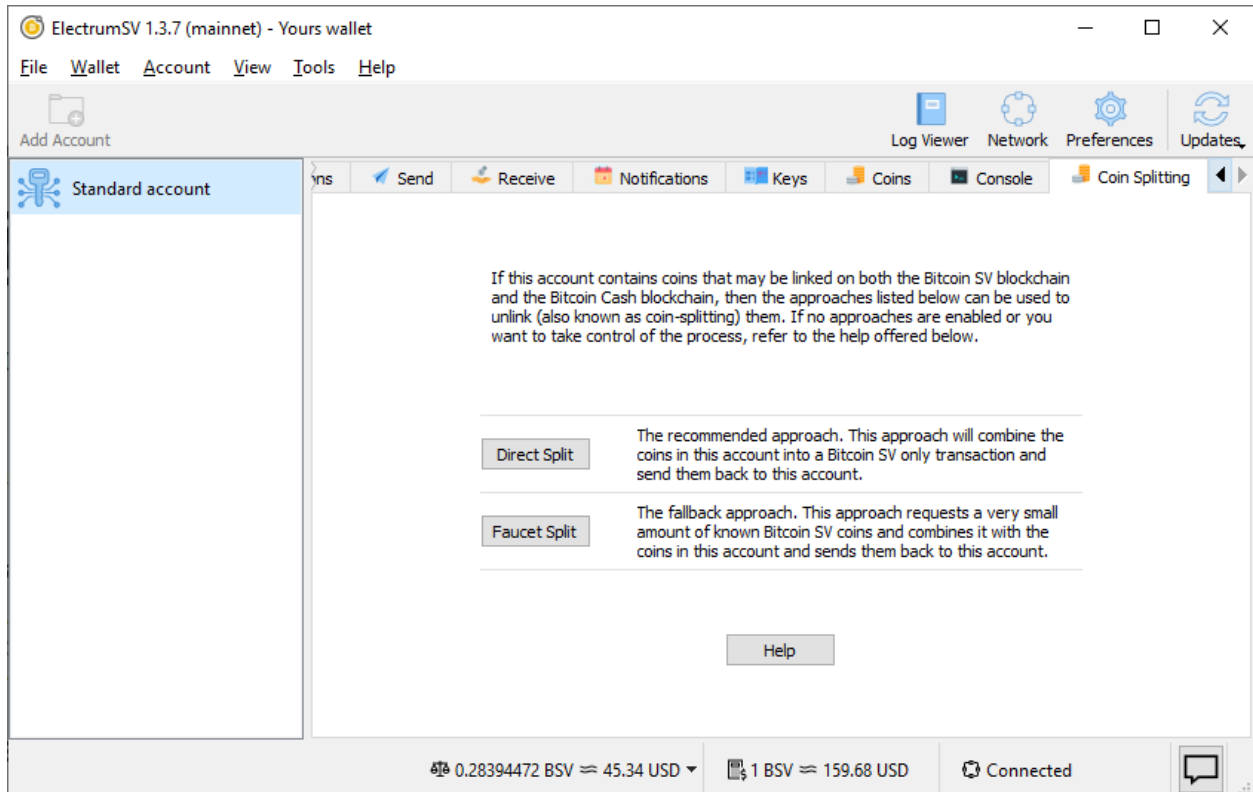 ElectrumSV 1.3.7 (mainnet) - Yours wallet
File Wallet Account View Tools Help
Add Account
Log Viewer Network Preferences Updates
Standard account
ns Send Receive Notifications Keys Coins Console Coin Splitting
If this account contains coins that may be linked on both the Bitcoin SV blockchain
and the Bitcoin Cash blockchain, then the approaches listed below can be used to
unlink (also known as coin-splitting) them. If no approaches are enabled or you
want to take control of the process, refer to the help offered below.
Direct Split
The recommended approach. This approach will combine the
coins in this account into a Bitcoin SV only transaction and
send them back to this account.
Faucet Split
The fallback approach. This approach requests a very small
amount of known Bitcoin SV coins and combines it with the
coins in this account and sends them back to this account.
Help
0.28394472 BSV ≈ 45.34 USD 1 BSV ≈ 159.68 USD Connected